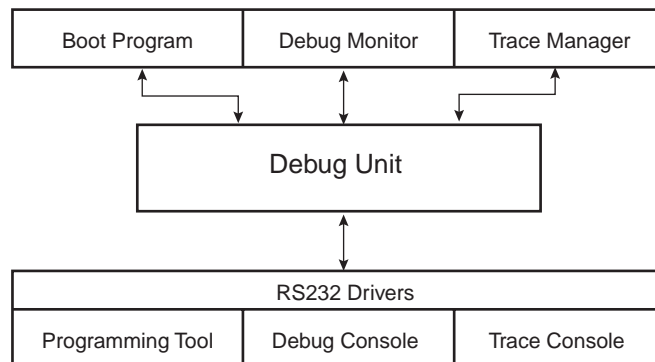 Boot Program
Debug Monitor
Trace Manager
Debug Unit
RS232 Drivers
Programming Tool
Debug Console
Trace Console